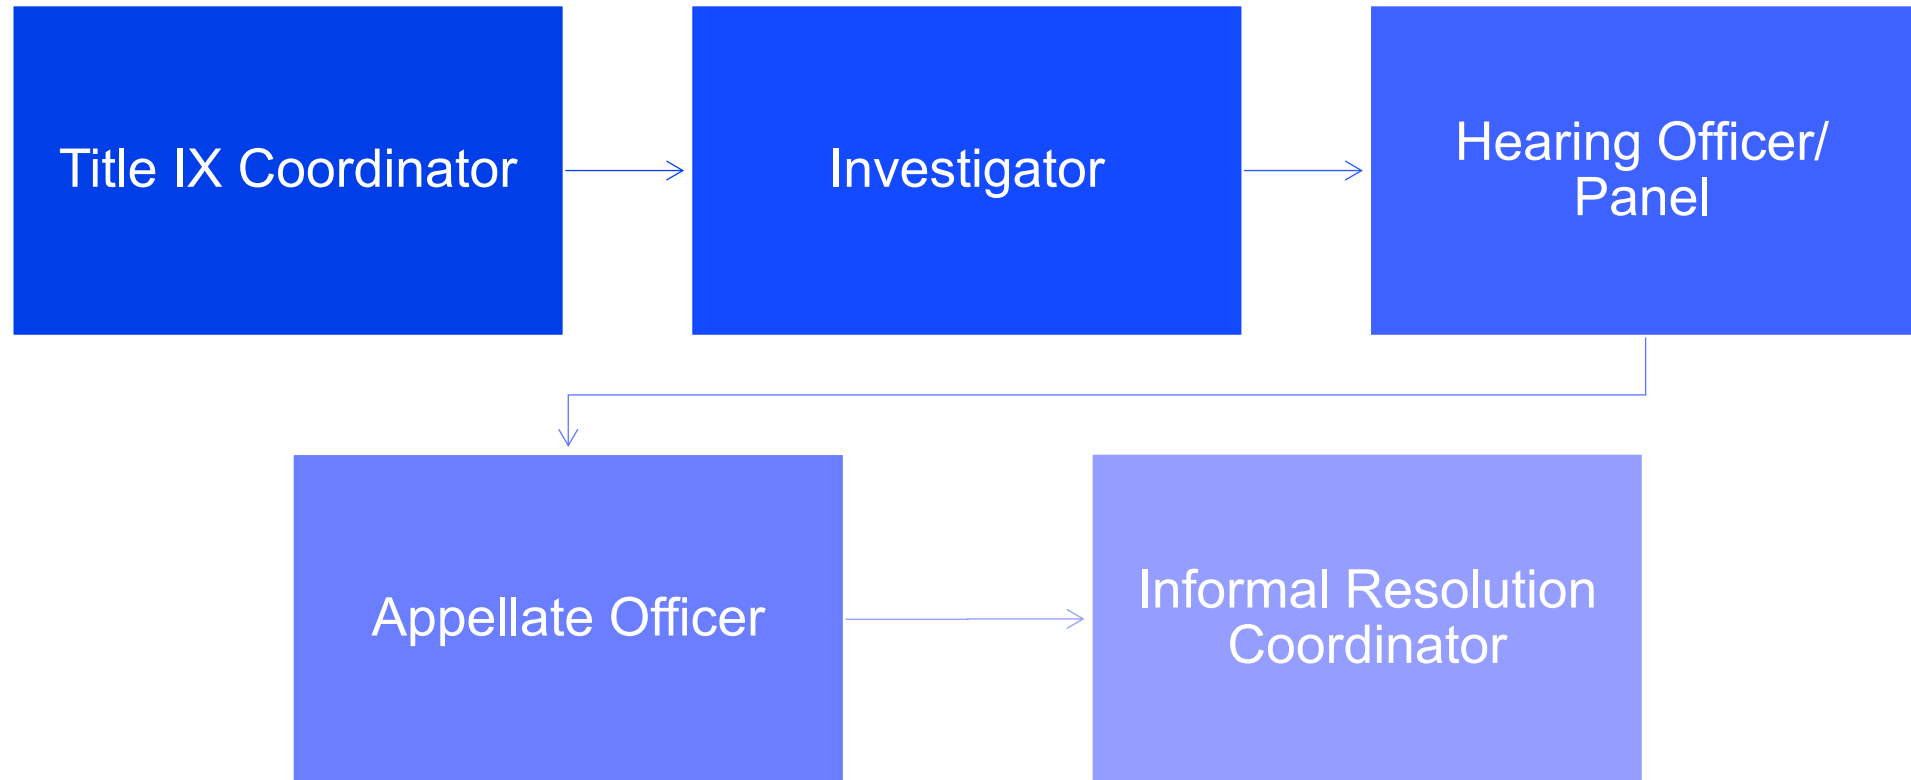 Title IX Coordinator
Investigator
Hearing Officer/
Panel
Appellate Officer
Informal Resolution
Coordinator